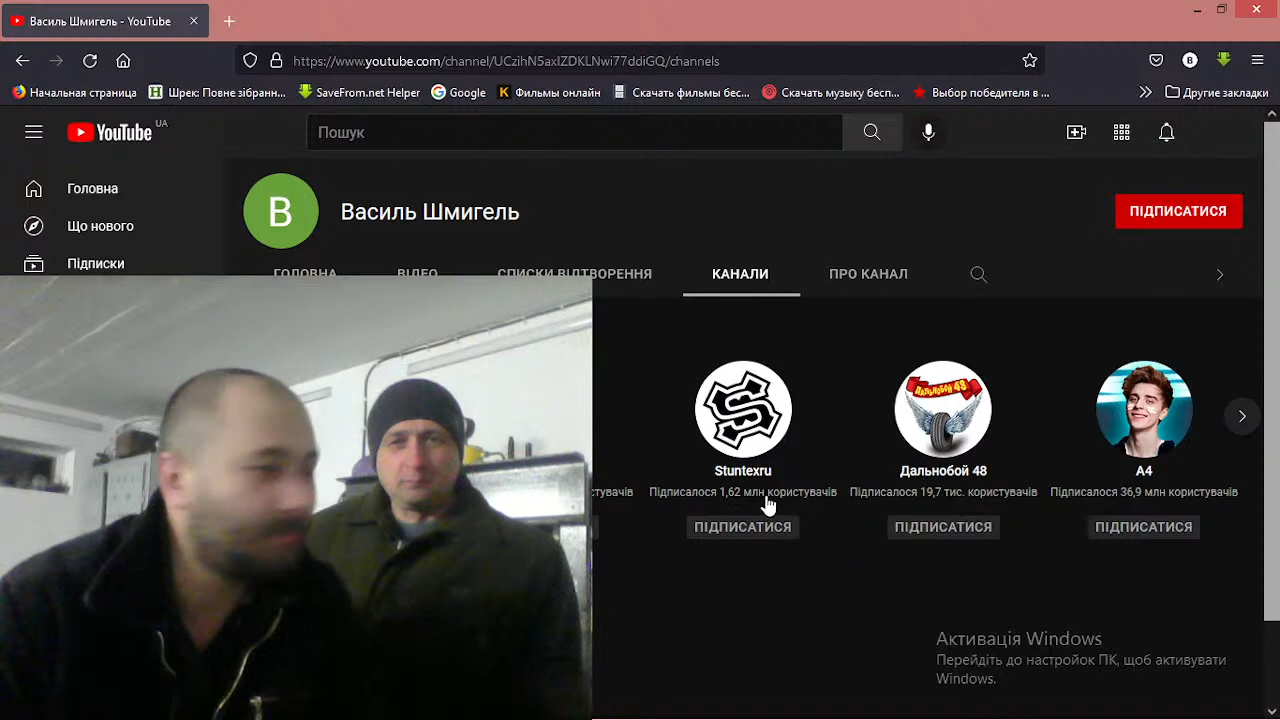 Василь Шмигель - YouTube
https://www.youtube.com/channel/UCzihN5axIZDKLNwi77ddiGQ/channels
Начальная страница
Шрек: Повне зібранн...
SaveFrom.net Helper
Google
Фильмы онлайн
Скачать фильмы бес...
Скачать музыку бесп...
Выбор победителя в ...
Другие закладки
YouTube UA
Пошук
Головна
Що нового
Підписки
В
Василь Шмигель
ПІДПИСАТИСЯ
ГОЛОВНА
ВІДЕО
СПИСКИ ВІДТВОРЕННЯ
КАНАЛИ
ПРО КАНАЛ
Stuntexru
Дальнобой 48
A4
Підписалося 1,62 млн користувачів
Підписалося 19,7 тис. користувачів
Підписалося 36,9 млн користувачів
ПІДПИСАТИСЯ
ПІДПИСАТИСЯ
ПІДПИСАТИСЯ
ДАЛЬНОБОЙ 48
Активація Windows
Перейдіть до настройок ПК, щоб активувати
Windows.